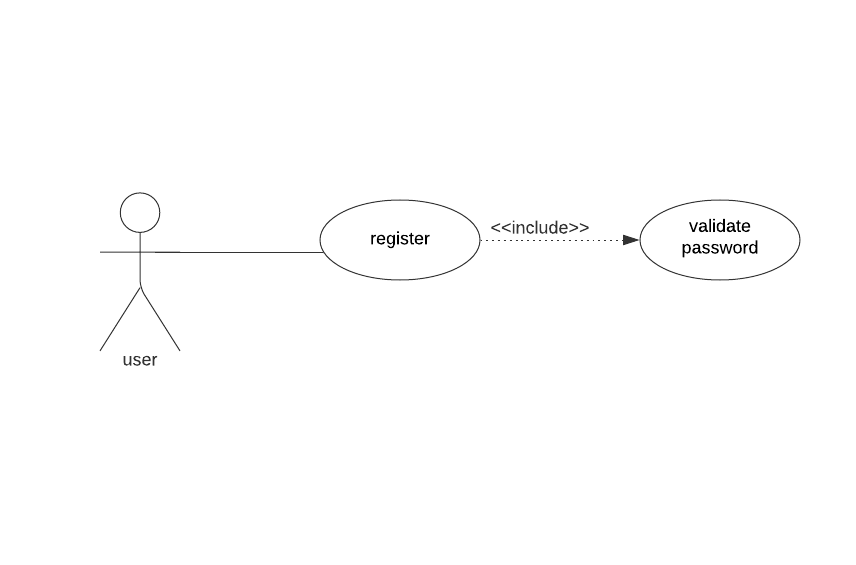 register
<<include>>
validate
password
user